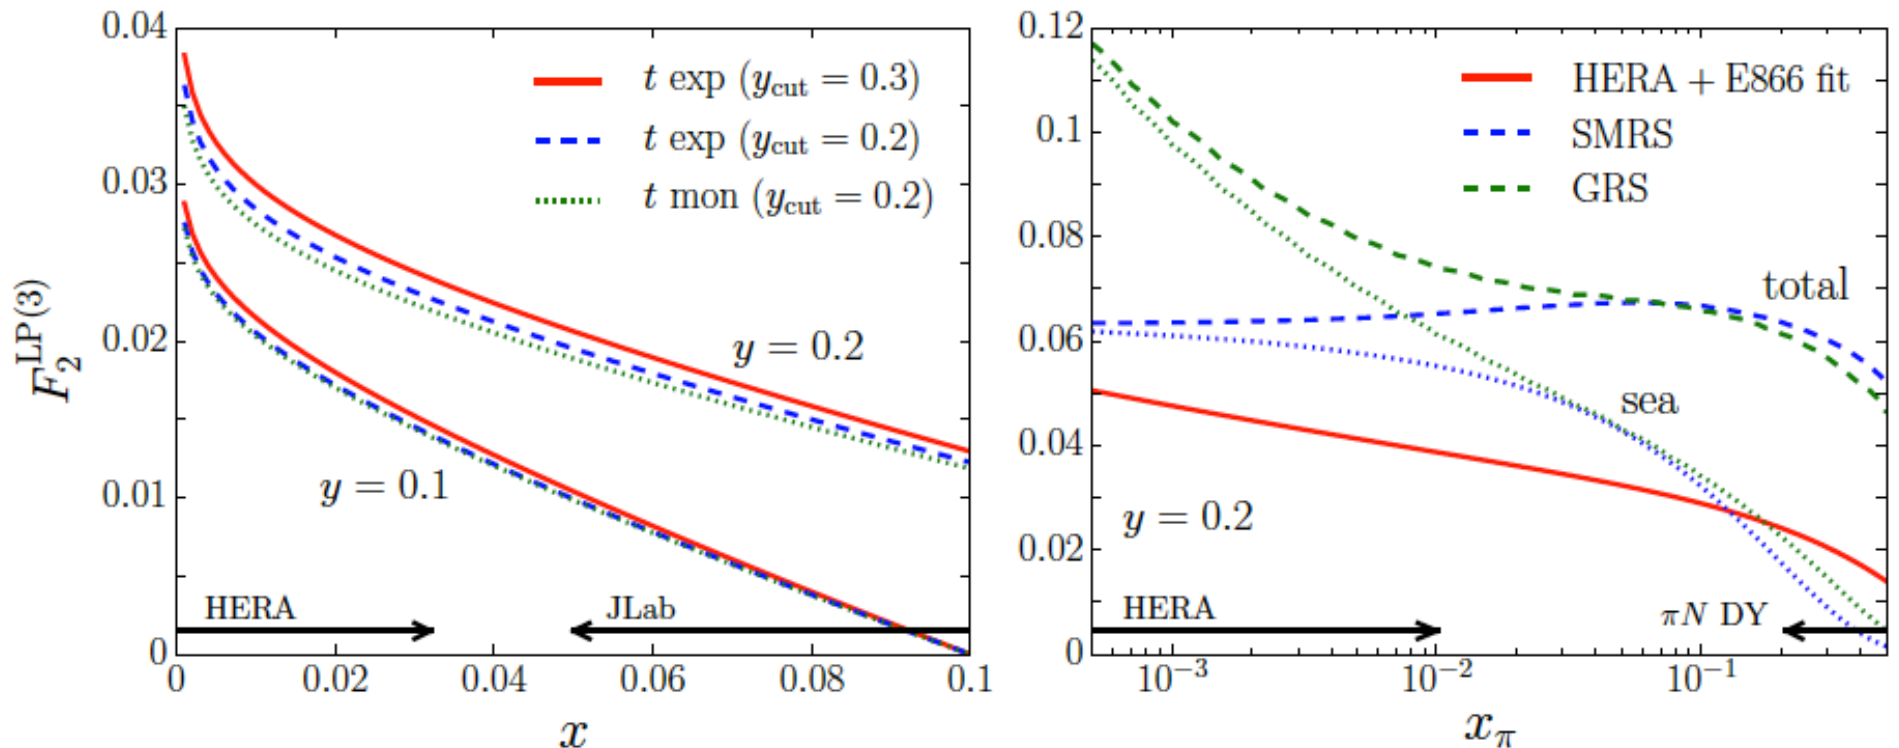 0.04
0.03
0.02
0.01
0
F₂^LP(3)
t exp (y_cut = 0.3)
t exp (y_cut = 0.2)
t mon (y_cut = 0.2)
y = 0.2
y = 0.1
HERA
JLab
0 0.02 0.04 0.06 0.08 0.1
x
0.12
0.1
0.08
0.06
0.04
0.02
0
HERA + E866 fit
SMRS
GRS
total
sea
y = 0.2
HERA
πN DY
10⁻³ 10⁻² 10⁻¹
x_π